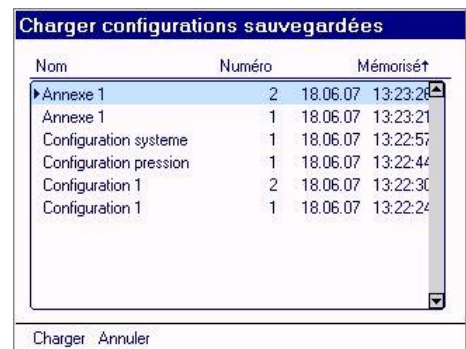 Charger configurations sauvegardées
Nom Numéro Mémorisé↑
Annexe 1 2 18.06.07 13:23:26
Annexe 1 1 18.06.07 13:23:21
Configuration systeme 1 18.06.07 13:22:57
Configuration pression 1 18.06.07 13:22:44
Configuration 1 2 18.06.07 13:22:30
Configuration 1 1 18.06.07 13:22:24
Charger Annuler